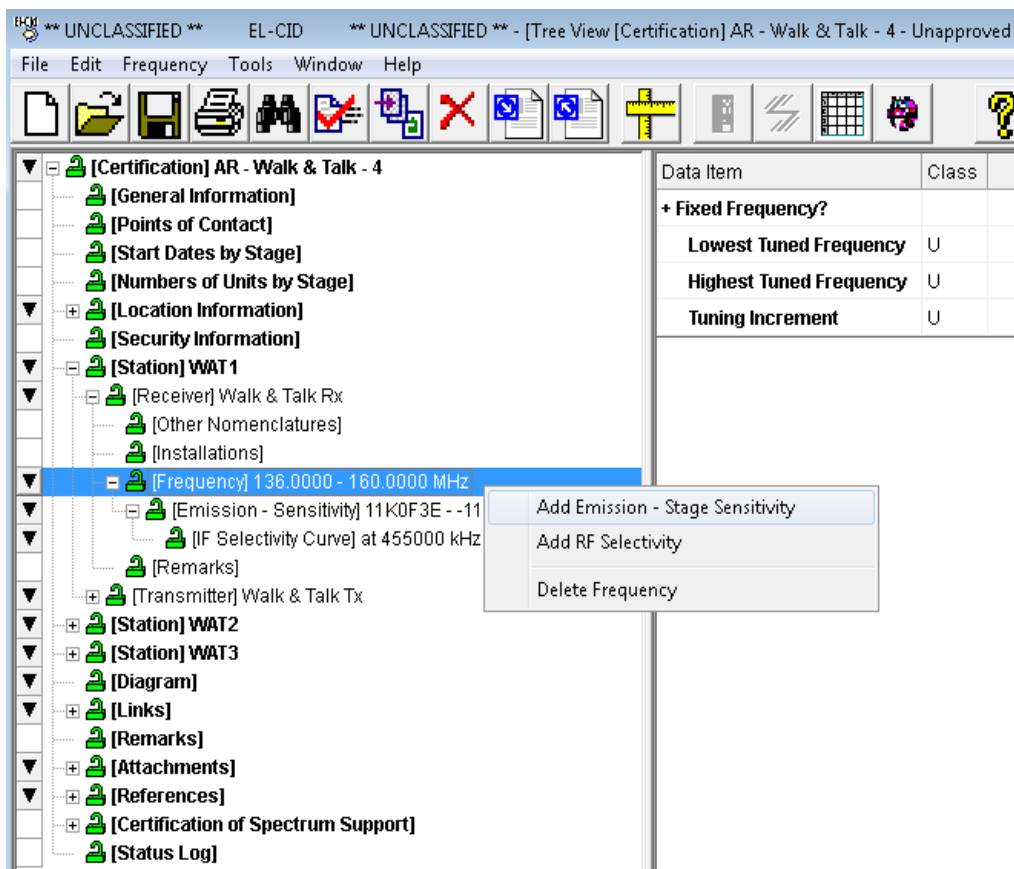 EL-CID ** UNCLASSIFIED ** EL-CID ** UNCLASSIFIED ** - [Tree View [Certification] AR - Walk & Talk - 4 - Unapproved
File Edit Frequency Tools Window Help
[Certification] AR - Walk & Talk - 4
[General Information]
[Points of Contact]
[Start Dates by Stage]
[Numbers of Units by Stage]
[Location Information]
[Security Information]
[Station] WAT1
[Receiver] Walk & Talk Rx
[Other Nomenclatures]
[Installations]
[Frequency] 136.0000 - 160.0000 MHz
[Emission - Sensitivity] 11K0F3E - -11
[IF Selectivity Curve] at 455000 kHz
[Remarks]
[Transmitter] Walk & Talk Tx
[Station] WAT2
[Station] WAT3
[Diagram]
[Links]
[Remarks]
[Attachments]
[References]
[Certification of Spectrum Support]
[Status Log]
Add Emission - Stage Sensitivity
Add RF Selectivity
Delete Frequency
Data Item Class
+ Fixed Frequency?
Lowest Tuned Frequency U
Highest Tuned Frequency U
Tuning Increment U